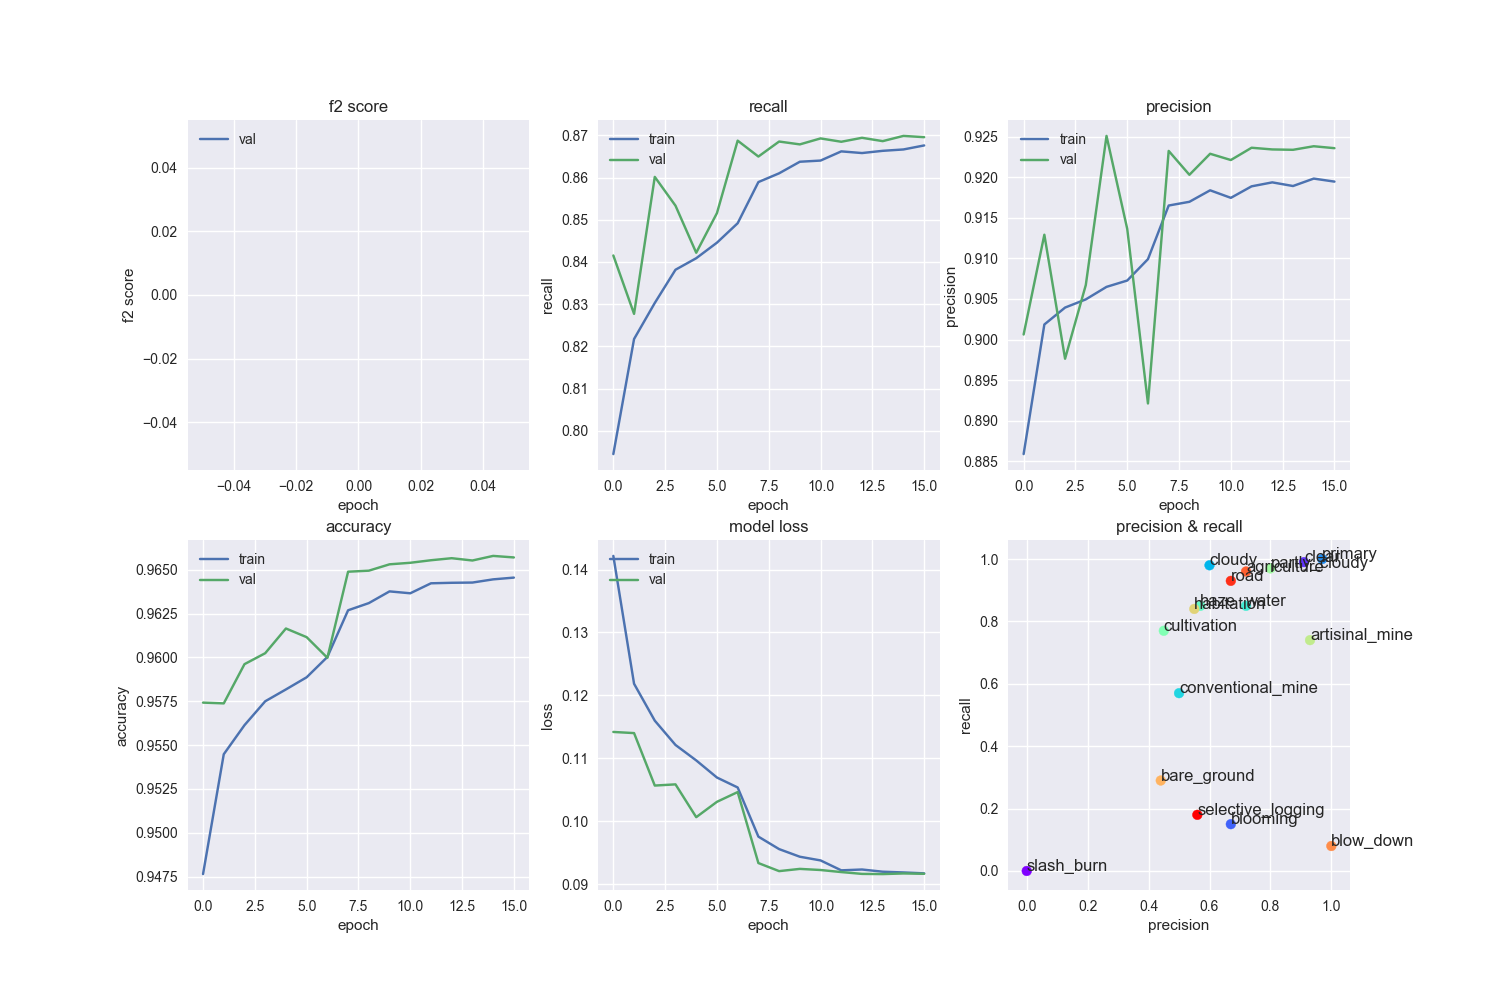 f2 score
val
0.04
0.02
0.00
−0.02
−0.04
f2 score
−0.04 −0.02 0.00 0.02 0.04
epoch
recall
train
val
0.87
0.86
0.85
0.84
0.83
0.82
0.81
0.80
recall
0.0 2.5 5.0 7.5 10.0 12.5 15.0
epoch
precision
train
val
0.925
0.920
0.915
0.910
0.905
0.900
0.895
0.890
0.885
precision
0.0 2.5 5.0 7.5 10.0 12.5 15.0
epoch
accuracy
train
val
0.9650
0.9625
0.9600
0.9575
0.9550
0.9525
0.9500
0.9475
accuracy
0.0 2.5 5.0 7.5 10.0 12.5 15.0
epoch
model loss
train
val
0.14
0.13
0.12
0.11
0.10
0.09
loss
0.0 2.5 5.0 7.5 10.0 12.5 15.0
epoch
precision & recall
1.0
0.8
0.6
0.4
0.2
0.0
recall
primary
clear
cloudy
partly_cloudy
agriculture
road
haze
water
habitation
cultivation
artisinal_mine
conventional_mine
bare_ground
selective_logging
blooming
blow_down
slash_burn
0.0 0.2 0.4 0.6 0.8 1.0
precision